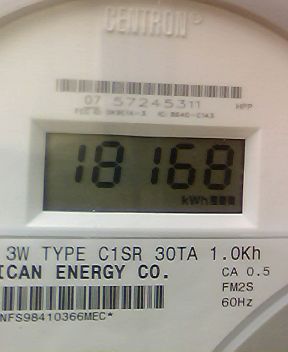 CENTRON®
07 57245311 HPP
18168
kWh
3W TYPE C1SR 30TA 1.0Kh
ICAN ENERGY CO.
CA 0.5
FM2S
60Hz
NFS98410366MEC*